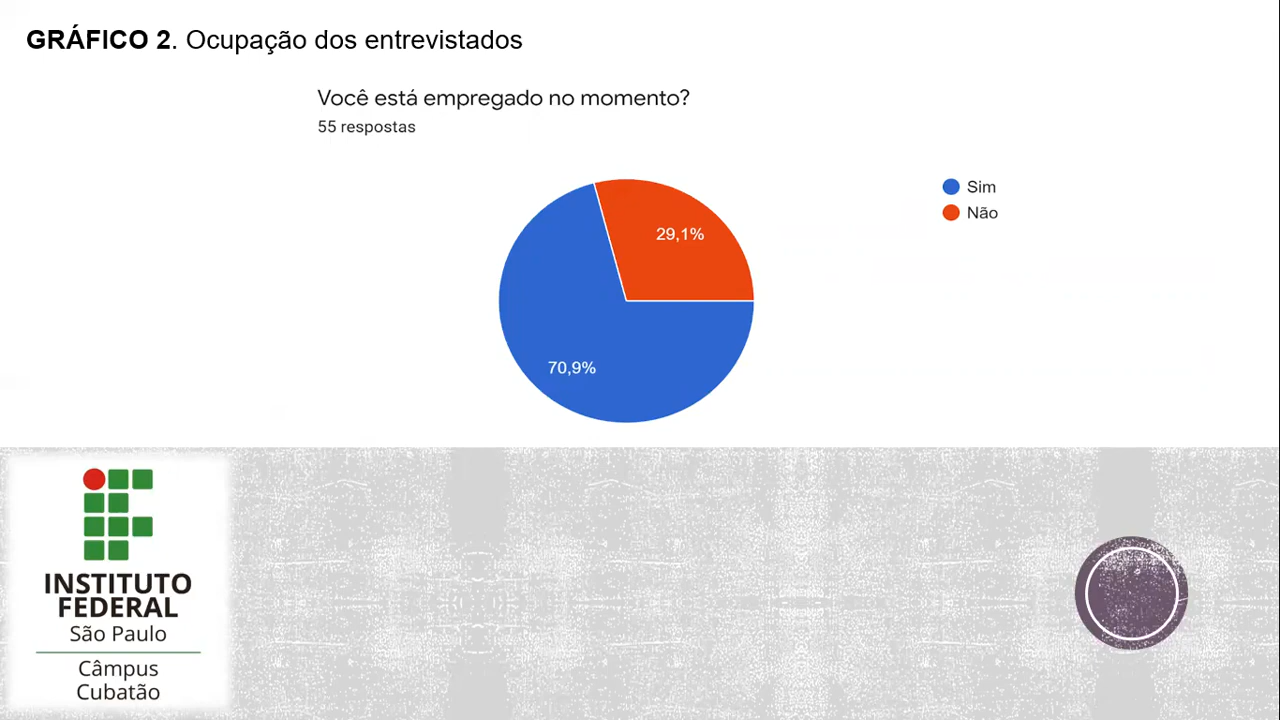 GRÁFICO 2. Ocupação dos entrevistados
Você está empregado no momento?
55 respostas
Sim
Não
29,1%
70,9%
INSTITUTO
FEDERAL
São Paulo
Câmpus
Cubatão